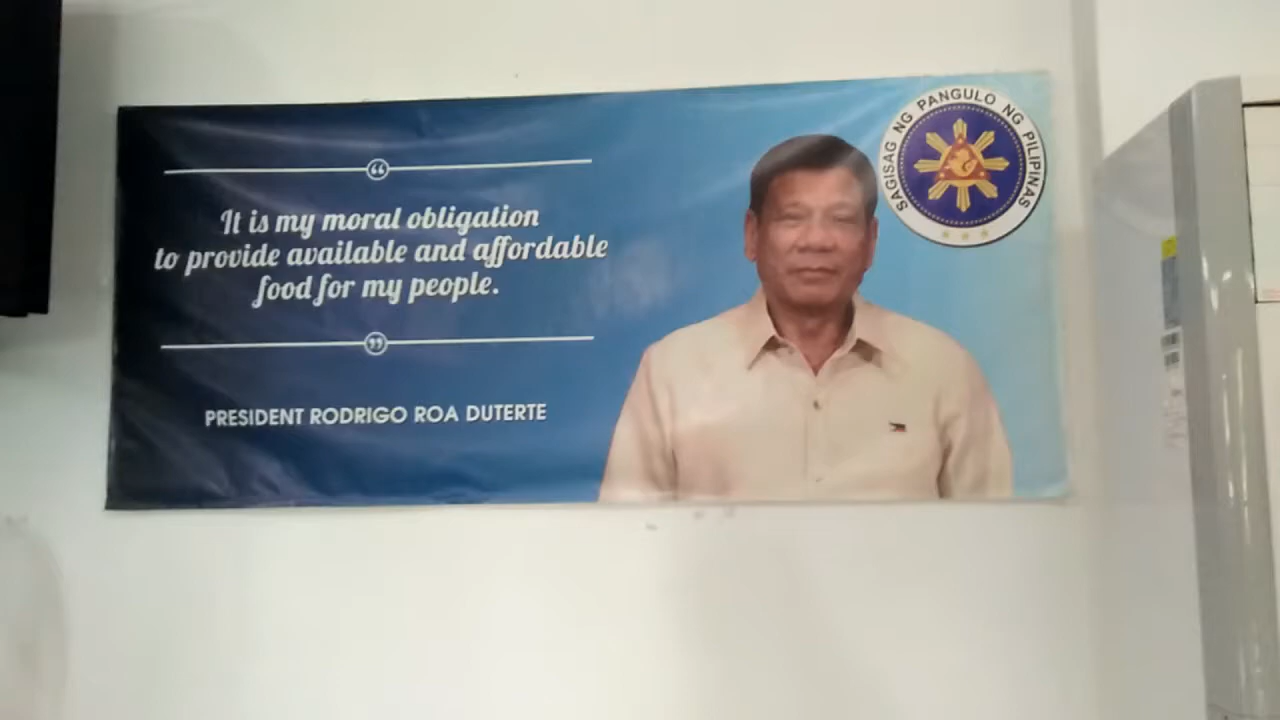 “
It is my moral obligation
to provide available and affordable
food for my people.
”
PRESIDENT RODRIGO ROA DUTERTE
SAGISAG NG PANGULO NG PILIPINAS